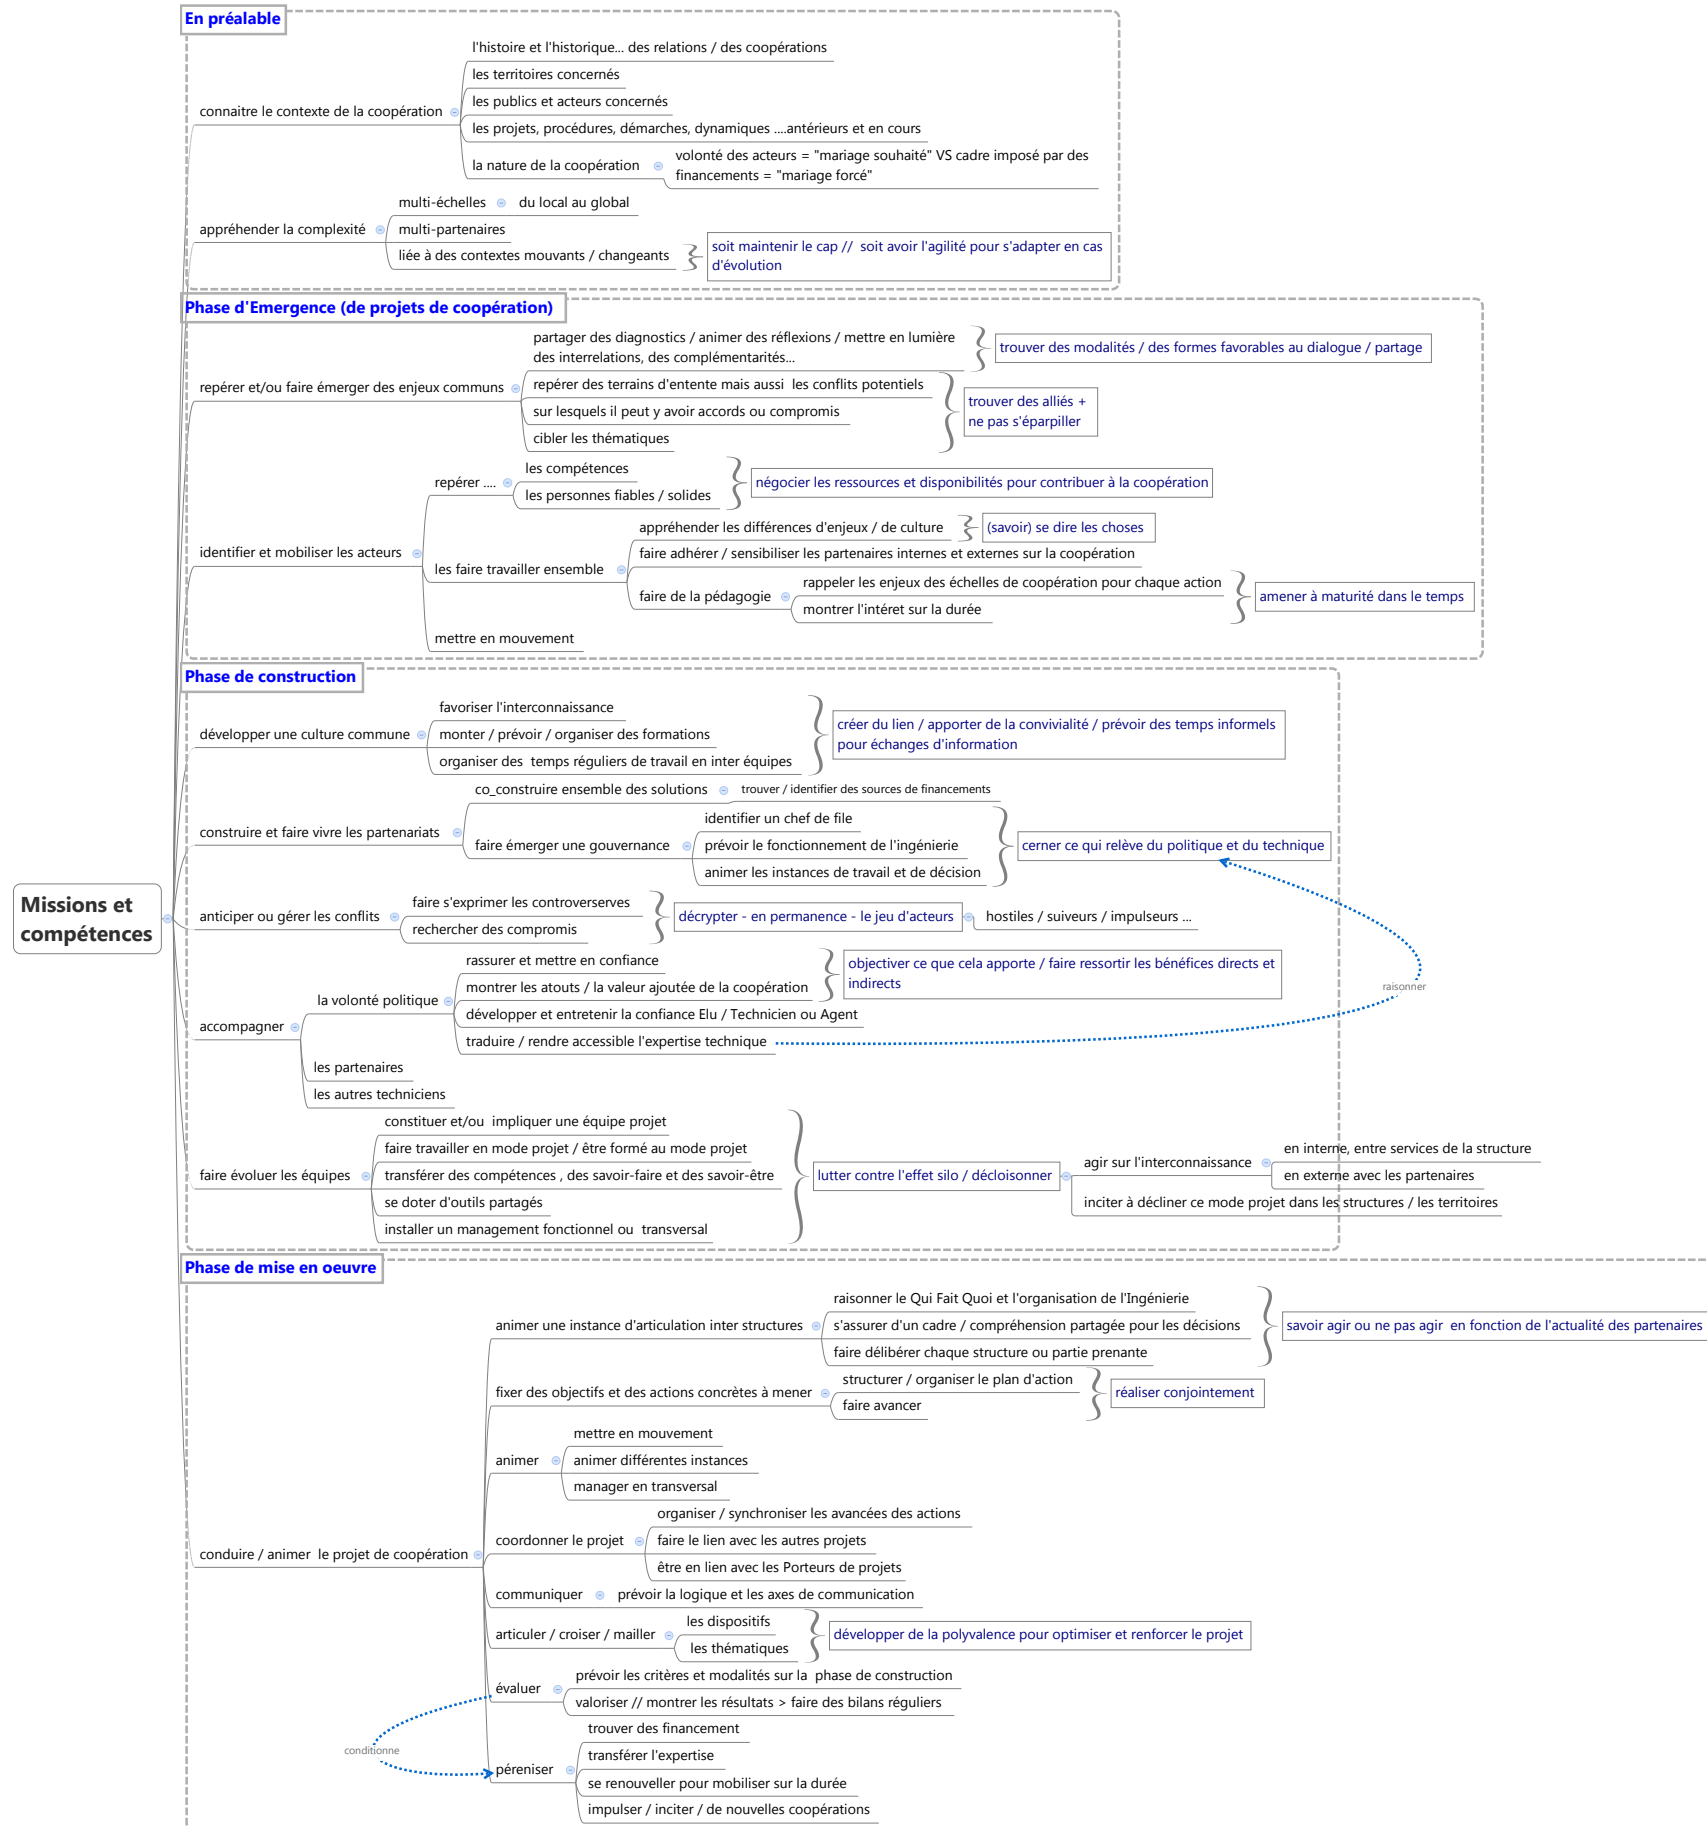 En préalable
l'histoire et l'historique... des relations / des coopérations
les territoires concernés
les publics et acteurs concernés
connaitre le contexte de la coopération
les projets, procédures, démarches, dynamiques ....antérieurs et en cours
la nature de la coopération
volonté des acteurs = "mariage souhaité" VS cadre imposé par des
financements = "mariage forcé"
appréhender la complexité
multi-échelles
du local au global
multi-partenaires
liée à des contextes mouvants / changeants
soit maintenir le cap //  soit avoir l'agilité pour s'adapter en cas
d'évolution
Phase d'Emergence (de projets de coopération)
repérer et/ou faire émerger des enjeux communs
partager des diagnostics / animer des réflexions / mettre en lumière
des interrelations, des complémentarités...
trouver des modalités / des formes favorables au dialogue / partage
repérer des terrains d'entente mais aussi  les conflits potentiels
sur lesquels il peut y avoir accords ou compromis
cibler les thématiques
trouver des alliés +
ne pas s'éparpiller
identifier et mobiliser les acteurs
repérer ....
les compétences
les personnes fiables / solides
négocier les ressources et disponibilités pour contribuer à la coopération
les faire travailler ensemble
appréhender les différences d'enjeux / de culture
(savoir) se dire les choses
faire adhérer / sensibiliser les partenaires internes et externes sur la coopération
faire de la pédagogie
rappeler les enjeux des échelles de coopération pour chaque action
montrer l'intéret sur la durée
amener à maturité dans le temps
mettre en mouvement
Phase de construction
développer une culture commune
favoriser l'interconnaissance
monter / prévoir / organiser des formations
organiser des  temps réguliers de travail en inter équipes
créer du lien / apporter de la convivialité / prévoir des temps informels
pour échanges d'information
construire et faire vivre les partenariats
co_construire ensemble des solutions
trouver / identifier des sources de financements
faire émerger une gouvernance
identifier un chef de file
prévoir le fonctionnement de l'ingénierie
animer les instances de travail et de décision
cerner ce qui relève du politique et du technique
Missions et
compétences
anticiper ou gérer les conflits
faire s'exprimer les controverserves
rechercher des compromis
décrypter - en permanence - le jeu d'acteurs
hostiles / suiveurs / impulseurs ...
accompagner
la volonté politique
rassurer et mettre en confiance
montrer les atouts / la valeur ajoutée de la coopération
objectiver ce que cela apporte / faire ressortir les bénéfices directs et
indirects
développer et entretenir la confiance Elu / Technicien ou Agent
traduire / rendre accessible l'expertise technique
raisonner
les partenaires
les autres techniciens
faire évoluer les équipes
constituer et/ou  impliquer une équipe projet
faire travailler en mode projet / être formé au mode projet
transférer des compétences , des savoir-faire et des savoir-être
se doter d'outils partagés
installer un management fonctionnel ou  transversal
lutter contre l'effet silo / décloisonner
agir sur l'interconnaissance
en interne, entre services de la structure
en externe avec les partenaires
inciter à décliner ce mode projet dans les structures / les territoires
Phase de mise en oeuvre
conduire / animer  le projet de coopération
animer une instance d'articulation inter structures
raisonner le Qui Fait Quoi et l'organisation de l'Ingénierie
s'assurer d'un cadre / compréhension partagée pour les décisions
faire délibérer chaque structure ou partie prenante
savoir agir ou ne pas agir  en fonction de l'actualité des partenaires
fixer des objectifs et des actions concrètes à mener
structurer / organiser le plan d'action
faire avancer
réaliser conjointement
animer
mettre en mouvement
animer différentes instances
manager en transversal
coordonner le projet
organiser / synchroniser les avancées des actions
faire le lien avec les autres projets
être en lien avec les Porteurs de projets
communiquer
prévoir la logique et les axes de communication
articuler / croiser / mailler
les dispositifs
les thématiques
développer de la polyvalence pour optimiser et renforcer le projet
évaluer
prévoir les critères et modalités sur la  phase de construction
valoriser // montrer les résultats > faire des bilans réguliers
conditionne
péreniser
trouver des financement
transférer l'expertise
se renouveller pour mobiliser sur la durée
impulser / inciter / de nouvelles coopérations